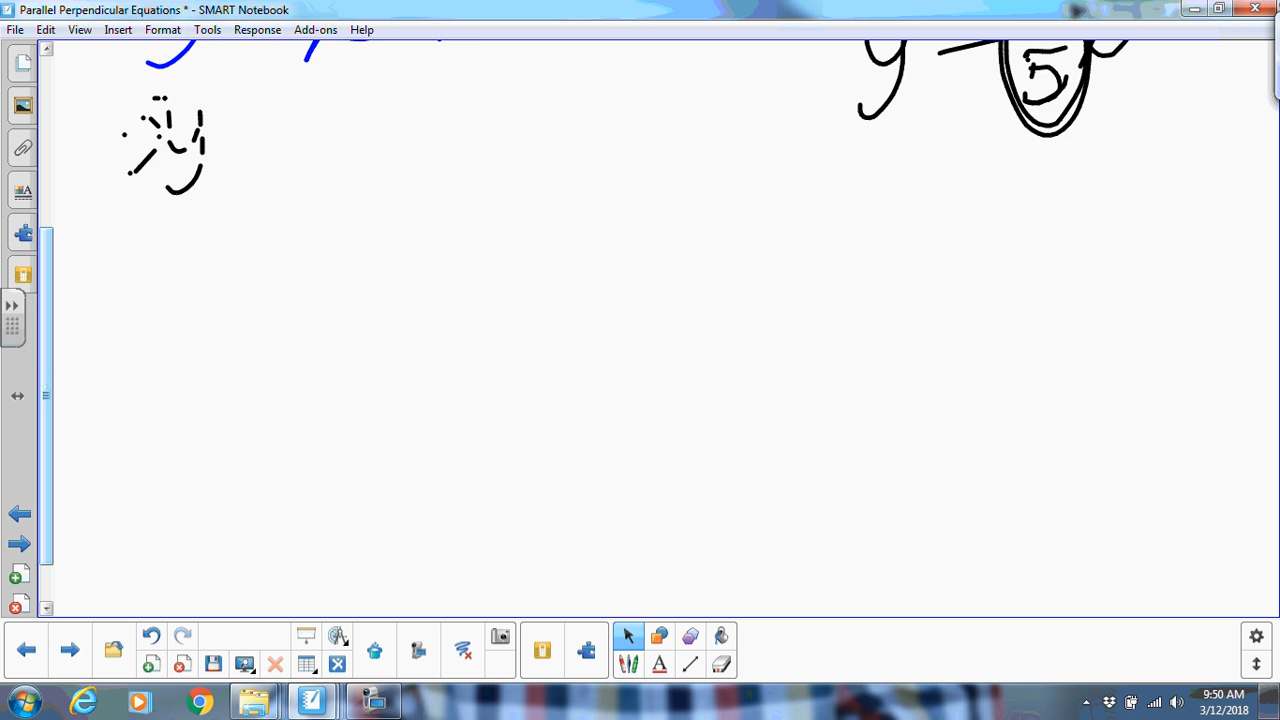 Parallel Perpendicular Equations * - SMART Notebook
File Edit View Insert Format Tools Response Add-ons Help
y
5
y
9:50 AM
3/12/2018